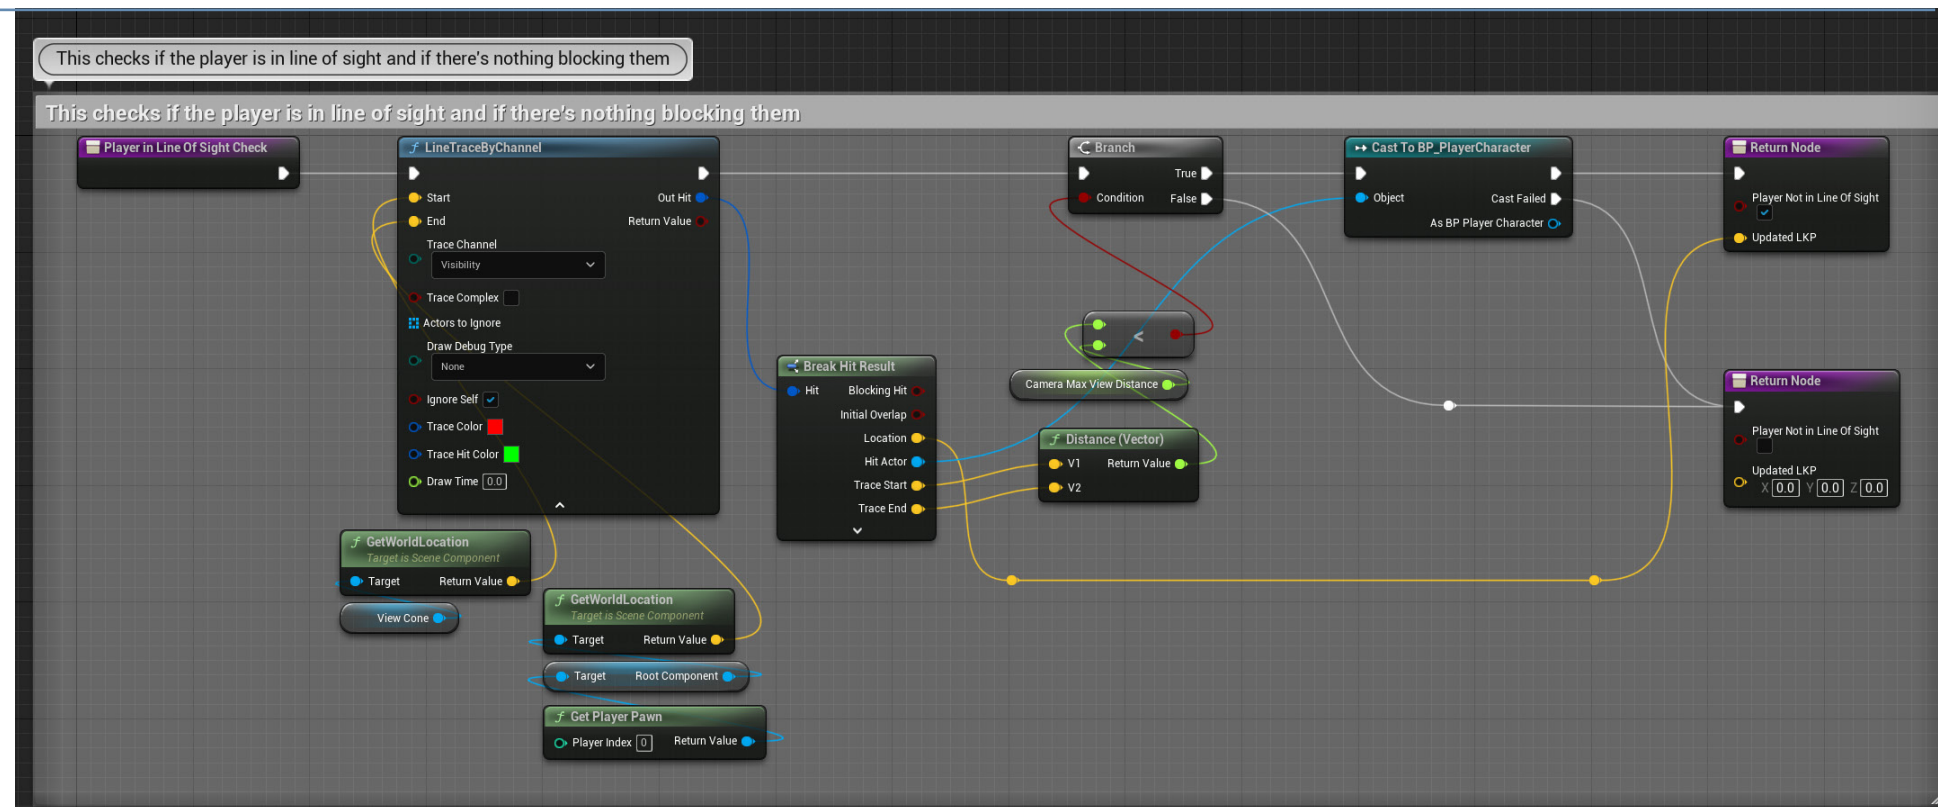 This checks if the player is in line of sight and if there's nothing blocking them
This checks if the player is in line of sight and if there's nothing blocking them
Player in Line Of Sight Check
LineTraceByChannel
Start
Out Hit
End
Return Value
Trace Channel
Visibility
Trace Complex
Actors to Ignore
Draw Debug Type
None
Ignore Self
Trace Color
Trace Hit Color
Draw Time 0.0
GetWorldLocation
Target is Scene Component
Target
Return Value
View Cone
GetWorldLocation
Target is Scene Component
Target
Return Value
Target
Root Component
Get Player Pawn
Player Index 0
Return Value
Break Hit Result
Hit
Blocking Hit
Initial Overlap
Location
Hit Actor
Trace Start
Trace End
Branch
True
Condition
False
<
Camera Max View Distance
Distance (Vector)
V1
Return Value
V2
Cast To BP_PlayerCharacter
Object
Cast Failed
As BP Player Character
Return Node
Player Not in Line Of Sight
Updated LKP
Return Node
Player Not in Line Of Sight
Updated LKP
X 0.0 Y 0.0 Z 0.0